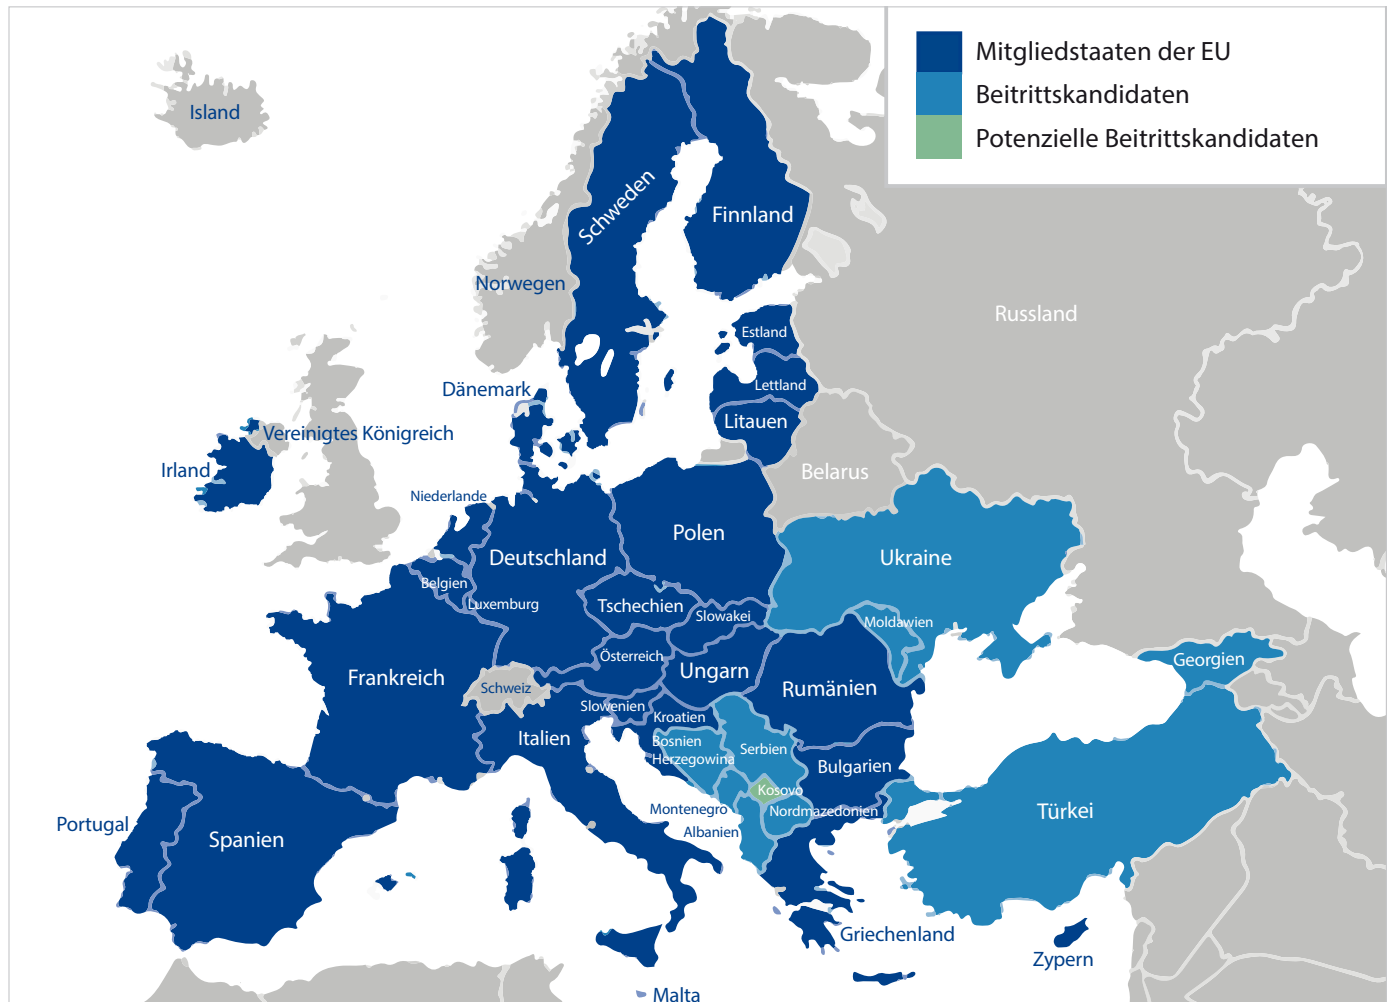 Mitgliedstaaten der EU
Beitrittskandidaten
Potenzielle Beitrittskandidaten
Island
Schweden
Finnland
Norwegen
Russland
Estland
Dänemark
Lettland
Litauen
Vereinigtes Königreich
Irland
Belarus
Niederlande
Polen
Deutschland
Ukraine
Belgien
Luxemburg
Tschechien
Slowakei
Moldawien
Österreich
Georgien
Ungarn
Frankreich
Schweiz
Rumänien
Slowenien
Kroatien
Italien
Bosnien
Herzegowina
Serbien
Bulgarien
Kosovo
Montenegro
Nordmazedonien
Türkei
Portugal
Albanien
Spanien
Griechenland
Zypern
Malta